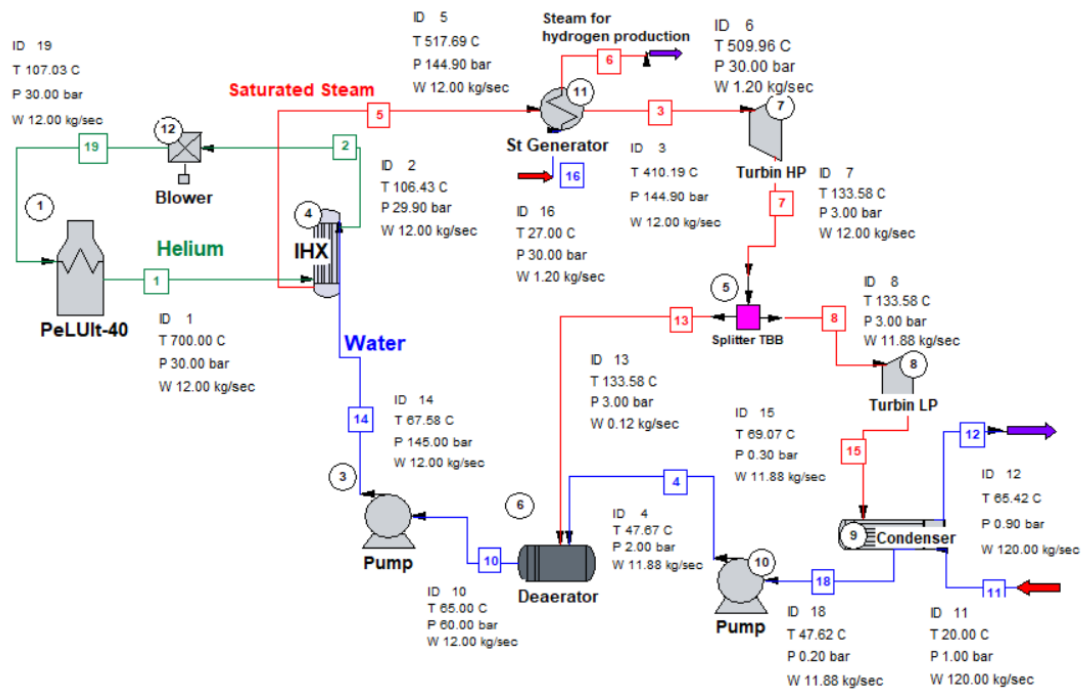 ID 19
T 107.03 C
P 30.00 bar
W 12.00 kg/sec
ID 5
T 517.69 C
P 144.90 bar
W 12.00 kg/sec
Steam for
hydrogen production
ID 6
T 509.96 C
P 30.00 bar
W 1.20 kg/sec
Saturated Steam
5
6
11
3
7
St Generator
Turbin HP
12
19
2
Blower
ID 2
T 106.43 C
P 29.90 bar
W 12.00 kg/sec
16
ID 3
T 410.19 C
P 144.90 bar
W 12.00 kg/sec
ID 7
T 133.58 C
P 3.00 bar
W 12.00 kg/sec
7
ID 16
T 27.00 C
P 30.00 bar
W 1.20 kg/sec
1
4
IHX
Helium
1
PeLUIt-40
ID 1
T 700.00 C
P 30.00 bar
W 12.00 kg/sec
Water
5
13
Splitter TBB
8
ID 8
T 133.58 C
P 3.00 bar
W 11.88 kg/sec
8
Turbin LP
ID 13
T 133.58 C
P 3.00 bar
W 0.12 kg/sec
ID 14
T 67.58 C
P 145.00 bar
W 12.00 kg/sec
14
ID 15
T 69.07 C
P 0.30 bar
W 11.88 kg/sec
15
12
ID 12
T 65.42 C
P 0.90 bar
W 120.00 kg/sec
3
Pump
10
6
Deaerator
4
ID 4
T 47.67 C
P 2.00 bar
W 11.88 kg/sec
10
Pump
18
9
Condenser
11
ID 10
T 65.00 C
P 60.00 bar
W 12.00 kg/sec
ID 18
T 47.62 C
P 0.20 bar
W 11.88 kg/sec
ID 11
T 20.00 C
P 1.00 bar
W 120.00 kg/sec